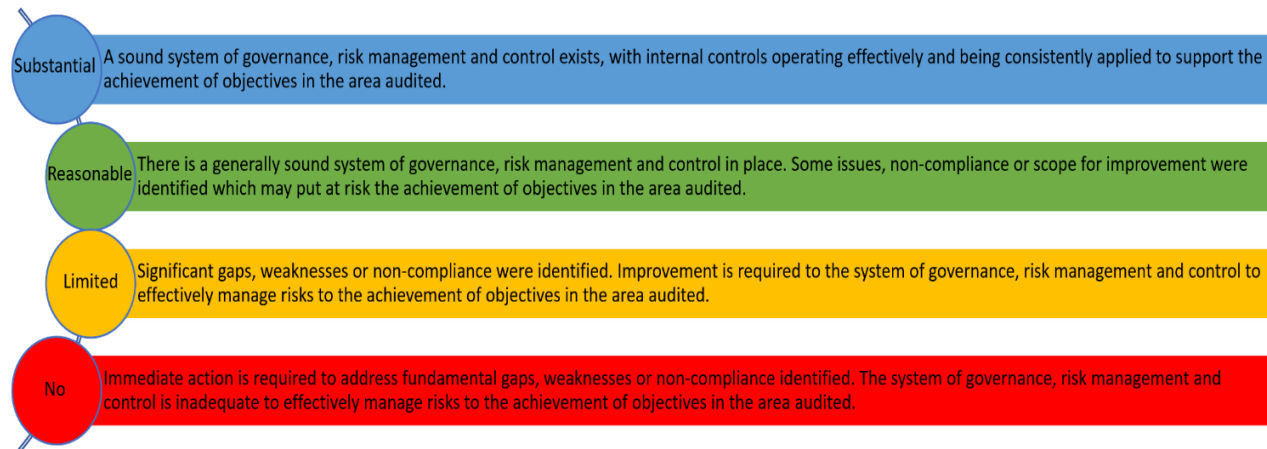 Substantial
A sound system of governance, risk management and control exists, with internal controls operating effectively and being consistently applied to support the
achievement of objectives in the area audited.
Reasonable
There is a generally sound system of governance, risk management and control in place. Some issues, non-compliance or scope for improvement were
identified which may put at risk the achievement of objectives in the area audited.
Limited
Significant gaps, weaknesses or non-compliance were identified. Improvement is required to the system of governance, risk management and control to
effectively manage risks to the achievement of objectives in the area audited.
No
Immediate action is required to address fundamental gaps, weaknesses or non-compliance identified. The system of governance, risk management and
control is inadequate to effectively manage risks to the achievement of objectives in the area audited.